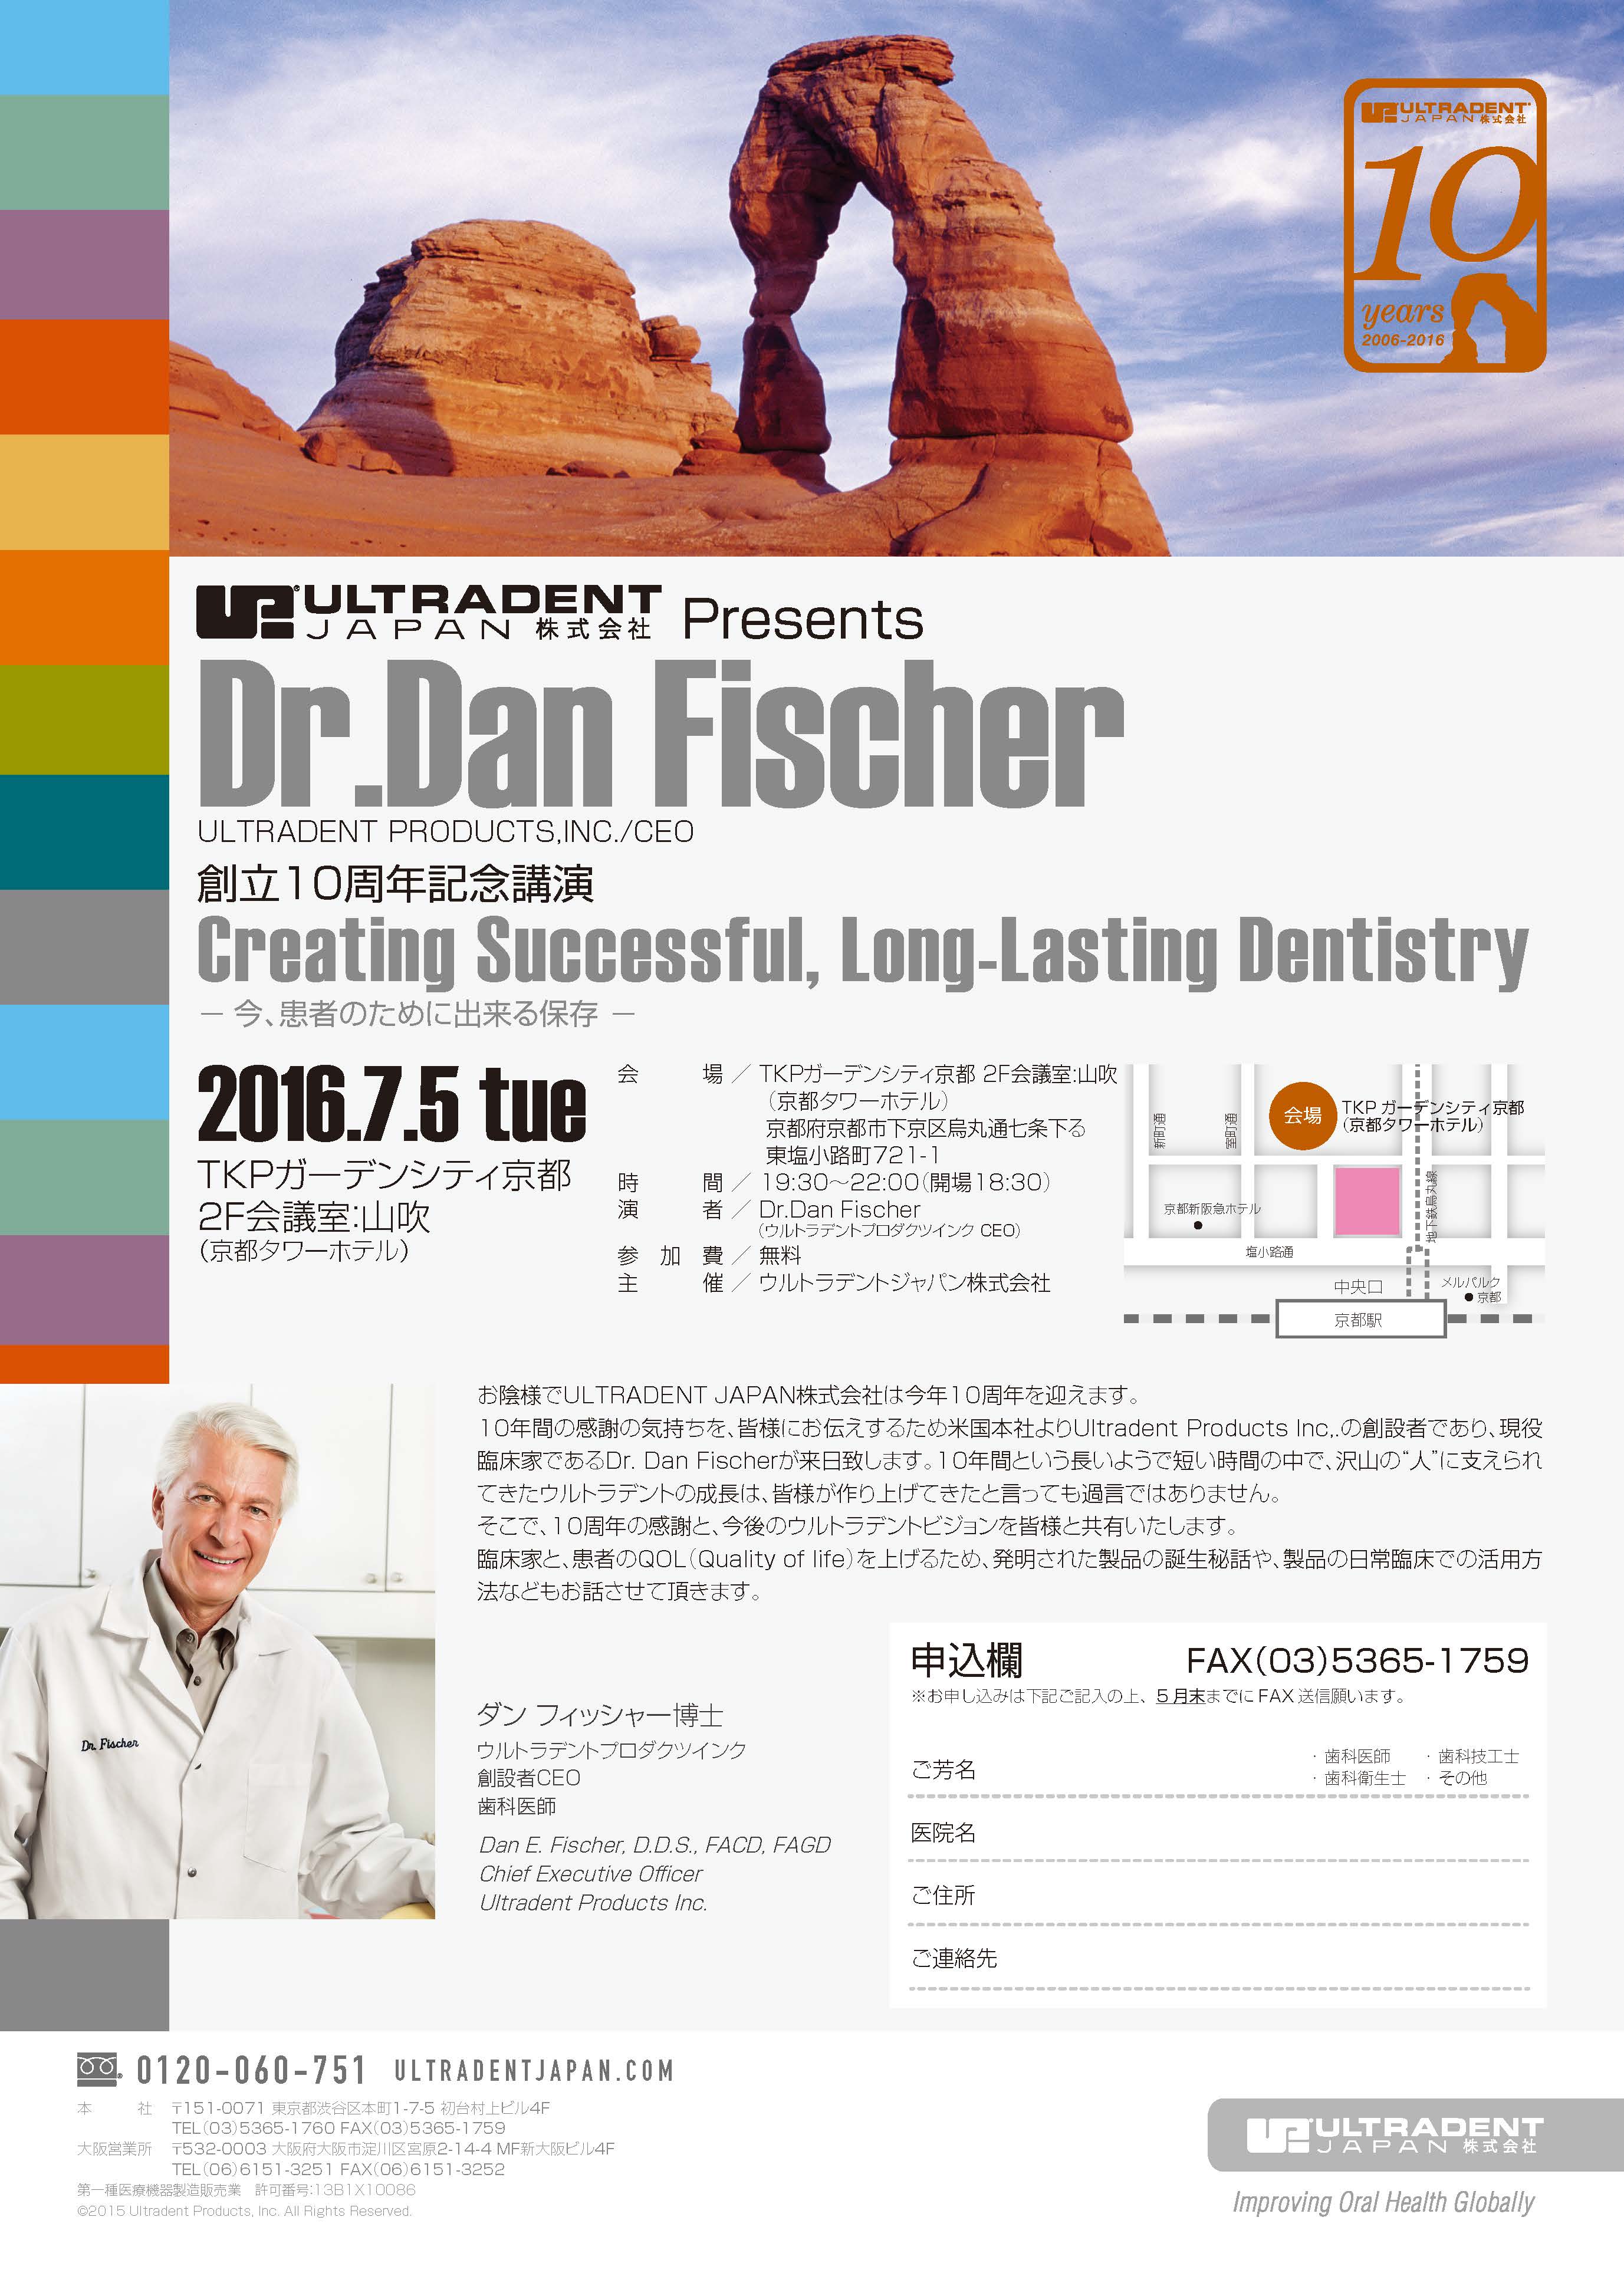 ULTRADENT
JAPAN 株式会社
10
years
2006-2016
ULTRADENT
JAPAN 株式会社 Presents
Dr.Dan Fischer
ULTRADENT PRODUCTS,INC./CEO
創立10周年記念講演
Creating Successful, Long-Lasting Dentistry
― 今、患者のために出来る保存 ―
2016.7.5 tue
TKPガーデンシティ京都
2F会議室:山吹
(京都タワーホテル)
会場／TKPガーデンシティ京都 2F会議室:山吹
(京都タワーホテル)
京都府京都市下京区烏丸通七条下る
東塩小路町721-1
時間／19:30～22:00(開場18:30)
演者／Dr.Dan Fischer
(ウルトラデントプロダクツインク CEO)
参加費／無料
主催／ウルトラデントジャパン株式会社
新町通
室町通
会場
TKP ガーデンシティ京都
(京都タワーホテル)
京都新阪急ホテル
地下鉄烏丸線
塩小路通
中央口
メルパルク
京都
京都駅
お陰様でULTRADENT JAPAN株式会社は今年10周年を迎えます。
10年間の感謝の気持ちを、皆様にお伝えするため米国本社よりUltradent Products Inc,.の創設者であり、現役
臨床家であるDr. Dan Fischerが来日致します。10年間という長いようで短い時間の中で、沢山の“人”に支えられ
てきたウルトラデントの成長は、皆様が作り上げてきたと言っても過言ではありません。
そこで、10周年の感謝と、今後のウルトラデントビジョンを皆様と共有いたします。
臨床家と、患者のQOL(Quality of life)を上げるため、発明された製品の誕生秘話や、製品の日常臨床での活用方
法などもお話させて頂きます。
Dr. Fischer
ダン フィッシャー博士
ウルトラデントプロダクツインク
創設者CEO
歯科医師
Dan E. Fischer, D.D.S., FACD, FAGD
Chief Executive Officer
Ultradent Products Inc.
申込欄 FAX(03)5365-1759
※お申し込みは下記ご記入の上、5月末までにFAX送信願います。
ご芳名
・歯科医師 ・歯科技工士
・歯科衛生士 ・その他
医院名
ご住所
ご連絡先
0120-060-751 ULTRADENTJAPAN.COM
本社 〒151-0071 東京都渋谷区本町1-7-5 初台村上ビル4F
TEL(03)5365-1760 FAX(03)5365-1759
大阪営業所 〒532-0003 大阪府大阪市淀川区宮原2-14-4 MF新大阪ビル4F
TEL(06)6151-3251 FAX(06)6151-3252
第一種医療機器製造販売業 許可番号:13B1X10086
©2015 Ultradent Products, Inc. All Rights Reserved.
ULTRADENT
JAPAN 株式会社
Improving Oral Health Globally